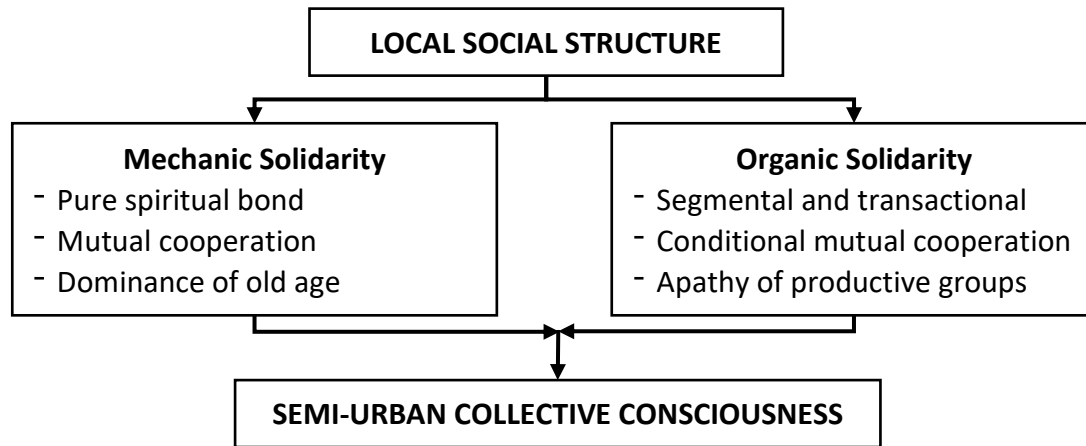 LOCAL SOCIAL STRUCTURE
Mechanic Solidarity
- Pure spiritual bond
- Mutual cooperation
- Dominance of old age
Organic Solidarity
- Segmental and transactional
- Conditional mutual cooperation
- Apathy of productive groups
SEMI-URBAN COLLECTIVE CONSCIOUSNESS